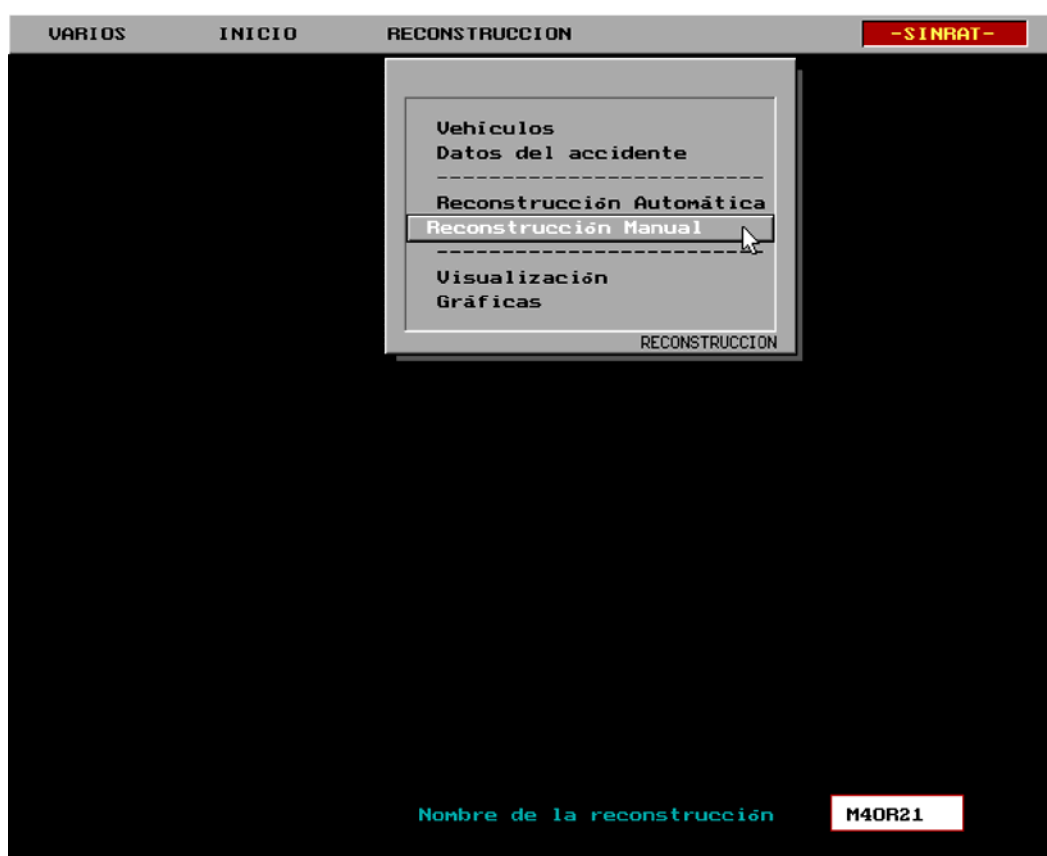 VARIOS INICIO RECONSTRUCCION -SINRAT-
Vehículos
Datos del accidente
-------------------------
Reconstrucción Automática
Reconstrucción Manual
-------------------------
Visualización
Gráficas
RECONSTRUCCION
Nombre de la reconstrucción M40R21